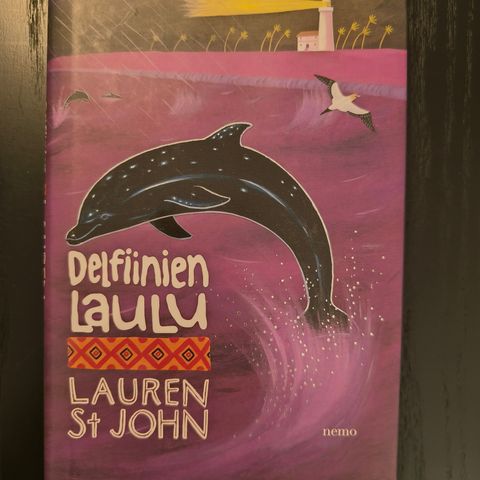 Delfiinien
Laulu
LAUREN
St JOHN
nemo